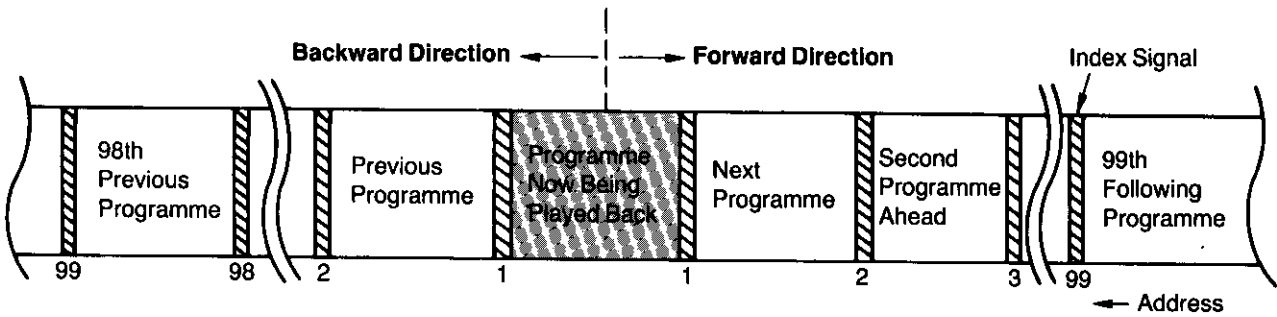 Backward Direction
Forward Direction
Index Signal
98th
Previous
Programme
Previous
Programme
Programme
Now Being
Played Back
Next
Programme
Second
Programme
Ahead
99th
Following
Programme
99 98 2 1 1 2 3 99
Address